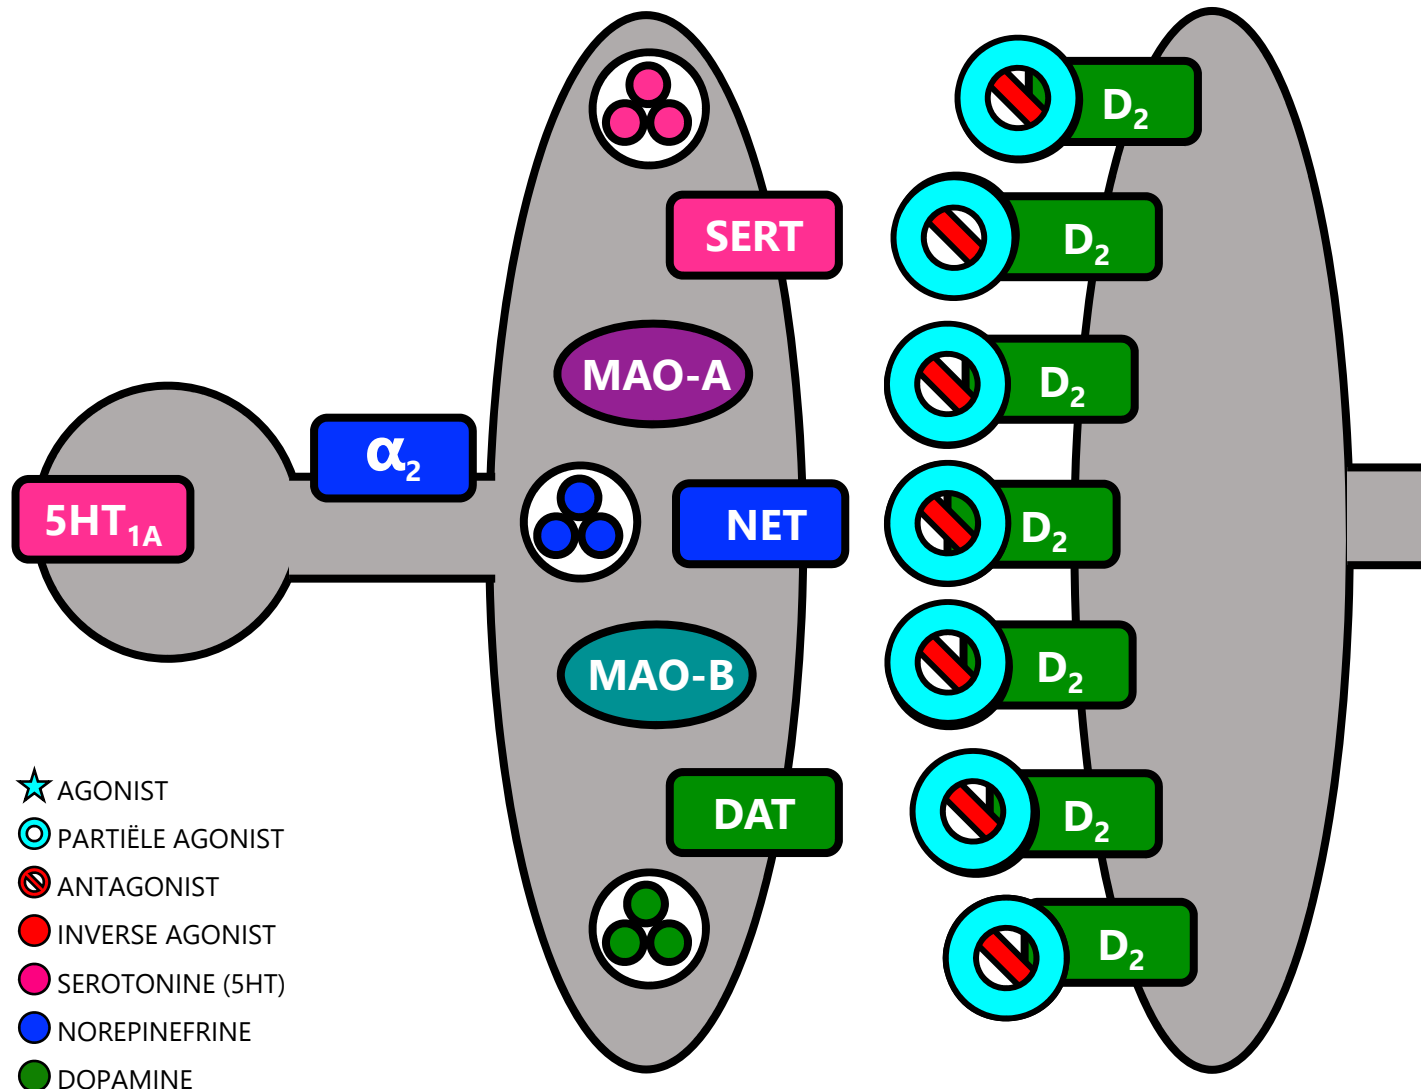 D₂
SERT
D₂
MAO-A
D₂
α₂
5HT₁A
NET
D₂
MAO-B
D₂
DAT
D₂
D₂
AGONIST
PARTIËLE AGONIST
ANTAGONIST
INVERSE AGONIST
SEROTONINE (5HT)
NOREPINEFRINE
DOPAMINE